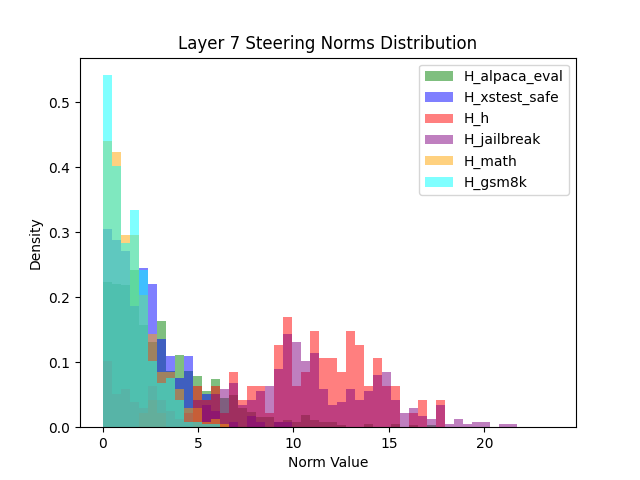 Layer 7 Steering Norms Distribution
H_alpaca_eval
H_xstest_safe
H_h
H_jailbreak
H_math
H_gsm8k
Density
0.5
0.4
0.3
0.2
0.1
0.0
0
5
10
15
20
Norm Value